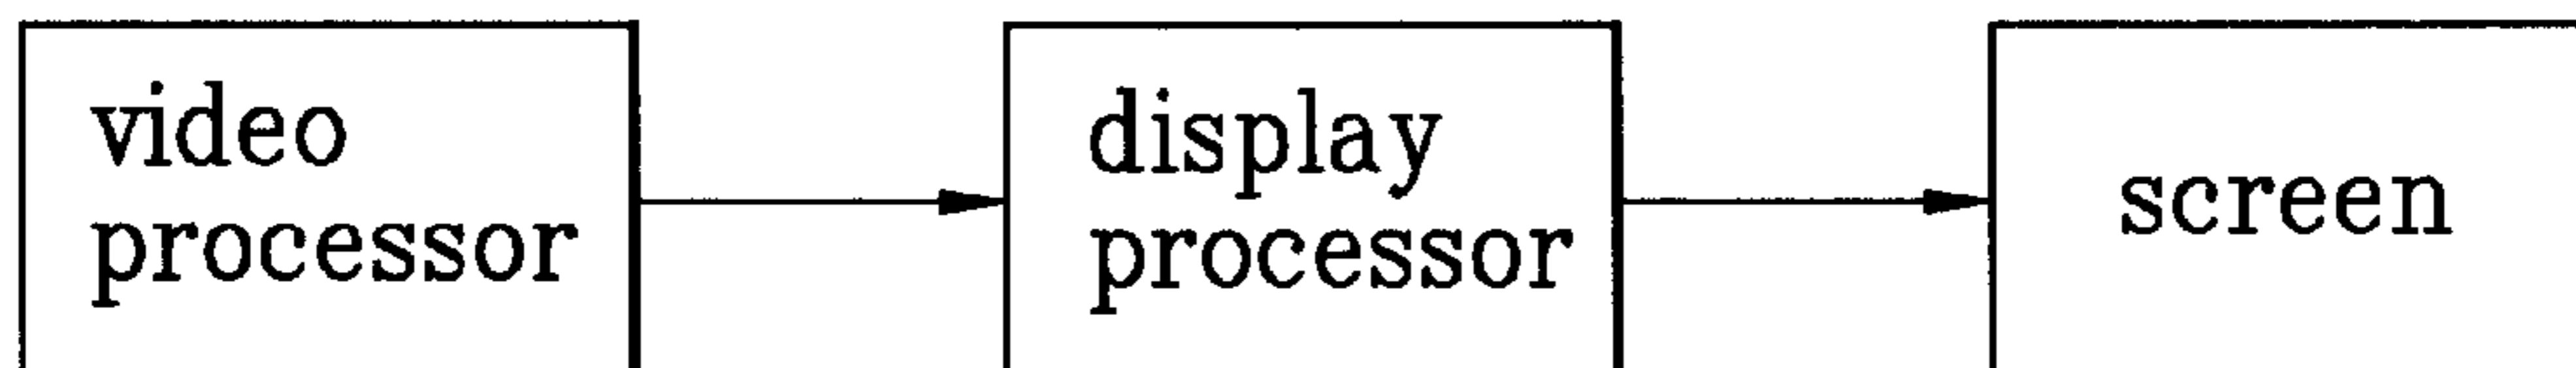 video
processor
display
processor
screen